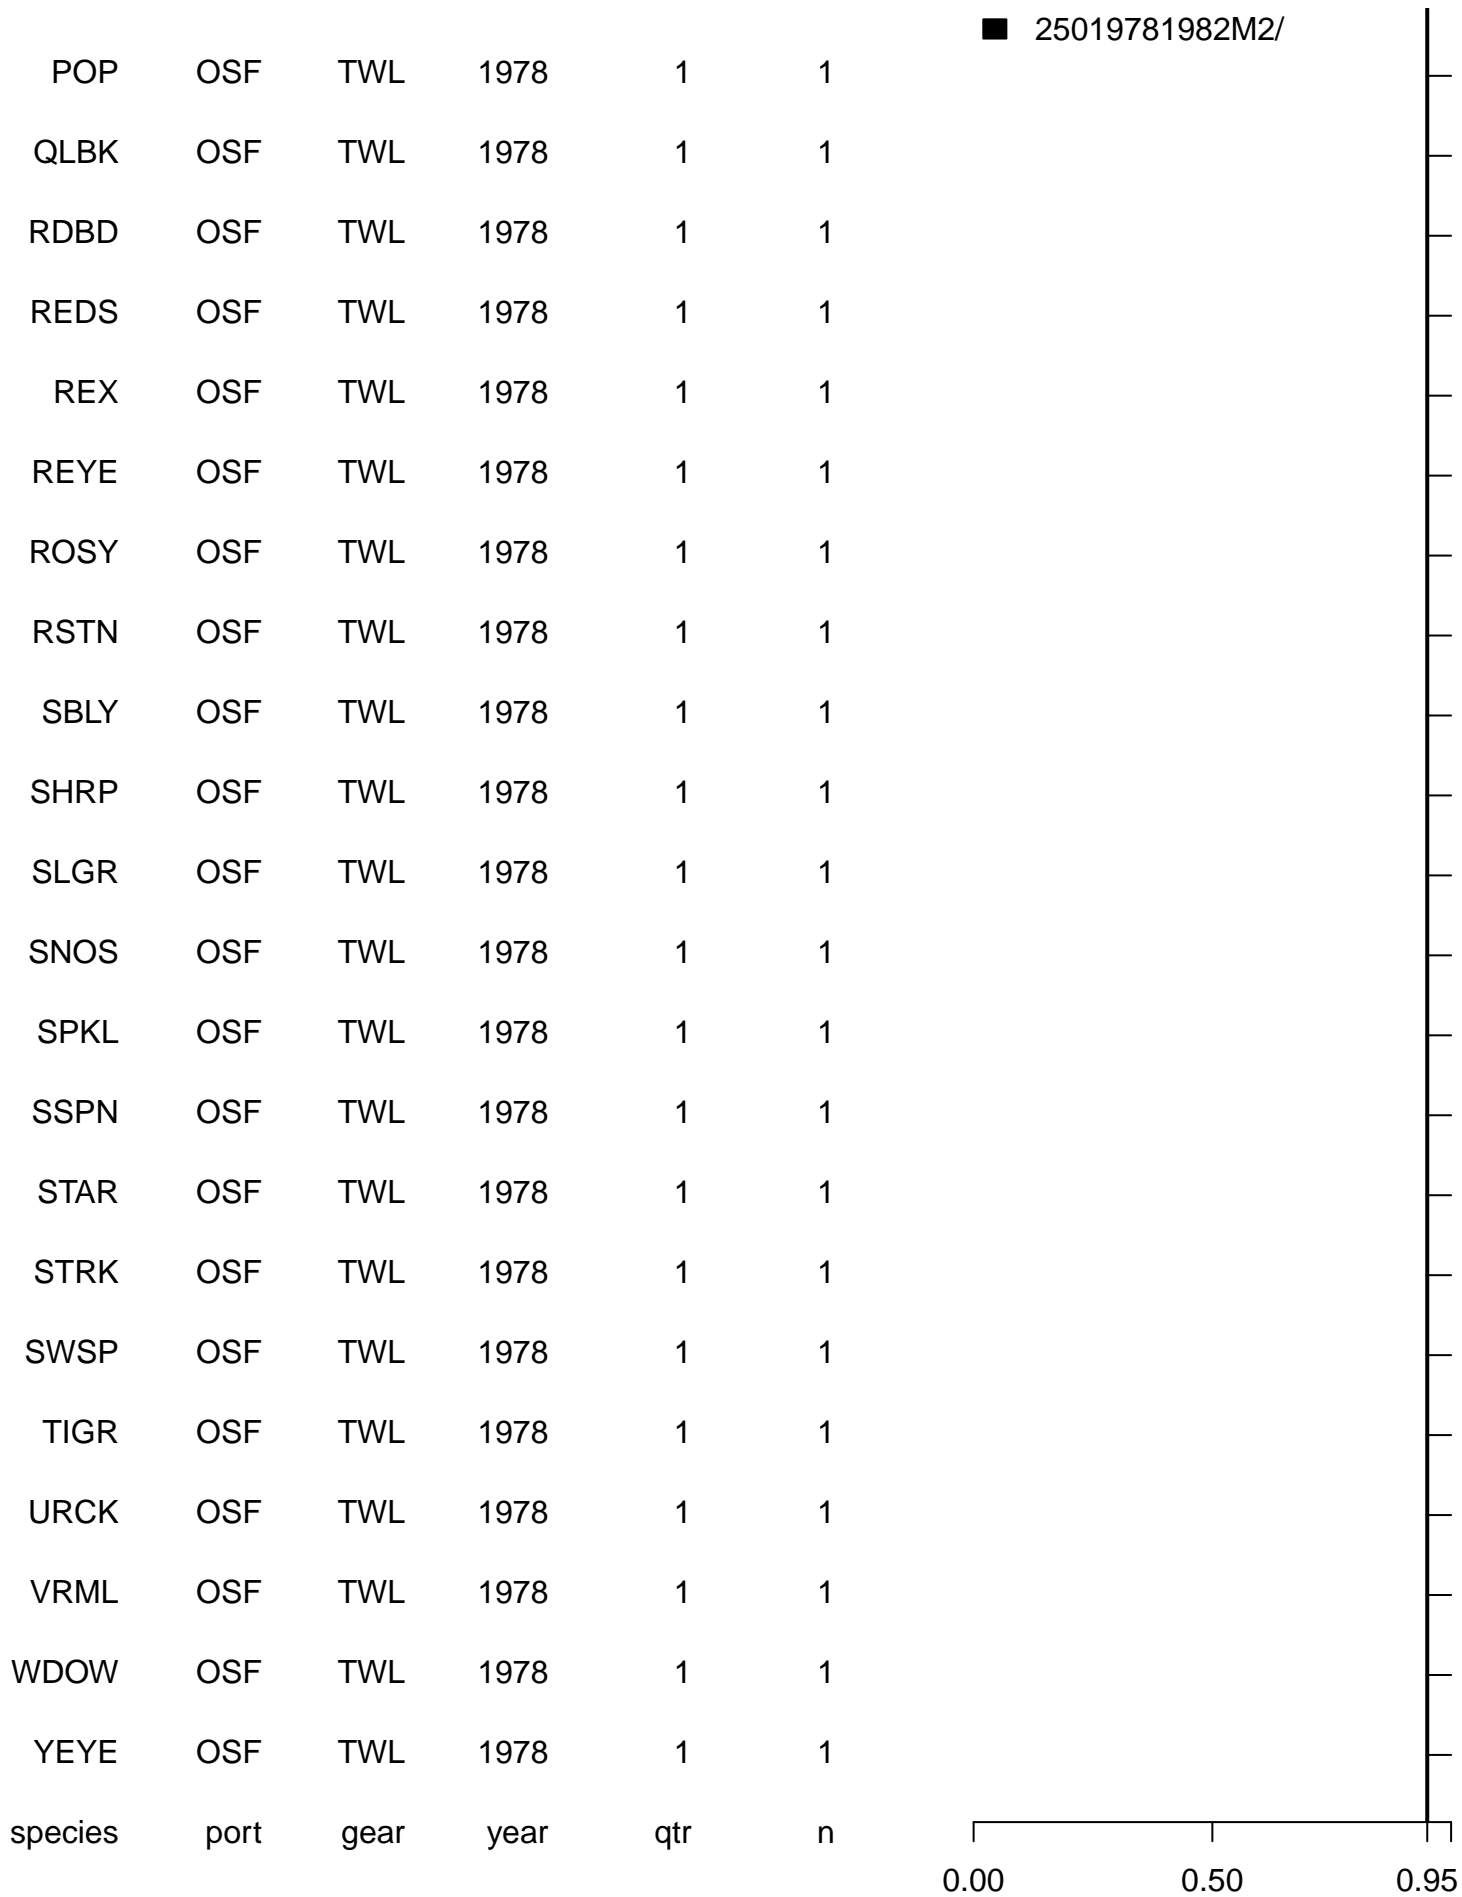 25019781982M2/
POP OSF TWL 1978 1 1
QLBK OSF TWL 1978 1 1
RDBD OSF TWL 1978 1 1
REDS OSF TWL 1978 1 1
REX OSF TWL 1978 1 1
REYE OSF TWL 1978 1 1
ROSY OSF TWL 1978 1 1
RSTN OSF TWL 1978 1 1
SBLY OSF TWL 1978 1 1
SHRP OSF TWL 1978 1 1
SLGR OSF TWL 1978 1 1
SNOS OSF TWL 1978 1 1
SPKL OSF TWL 1978 1 1
SSPN OSF TWL 1978 1 1
STAR OSF TWL 1978 1 1
STRK OSF TWL 1978 1 1
SWSP OSF TWL 1978 1 1
TIGR OSF TWL 1978 1 1
URCK OSF TWL 1978 1 1
VRML OSF TWL 1978 1 1
WDOW OSF TWL 1978 1 1
YEYE OSF TWL 1978 1 1
species port gear year qtr n
0.00 0.50 0.95